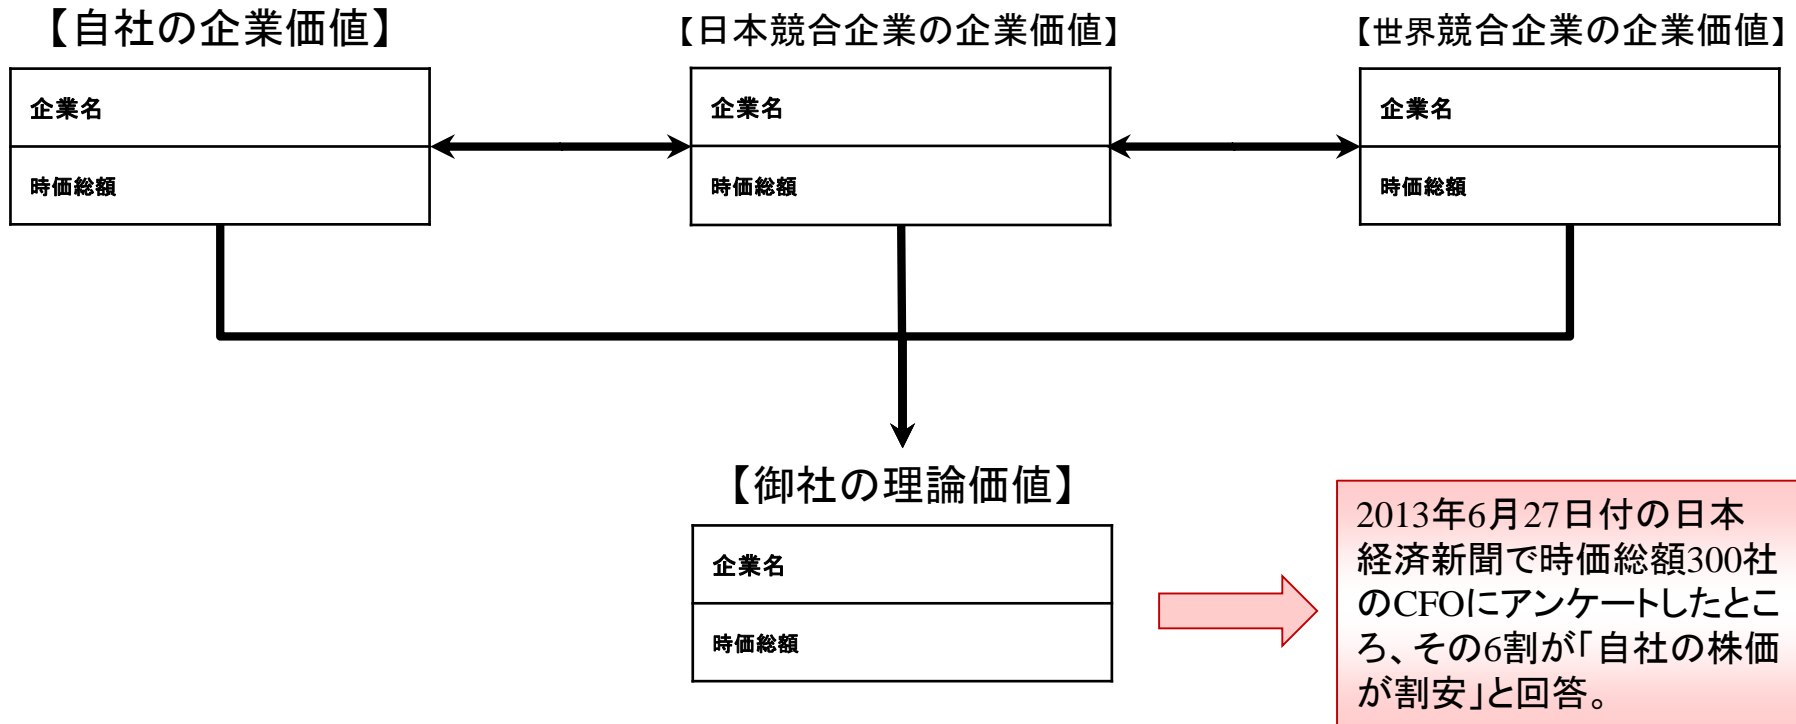 【自社の企業価値】
【日本競合企業の企業価値】
【世界競合企業の企業価値】
企業名
時価総額
企業名
時価総額
企業名
時価総額
【御社の理論価値】
企業名
時価総額
2013年6月27日付の日本
経済新聞で時価総額300社
のCFOにアンケートしたとこ
ろ、その6割が「自社の株価
が割安」と回答。